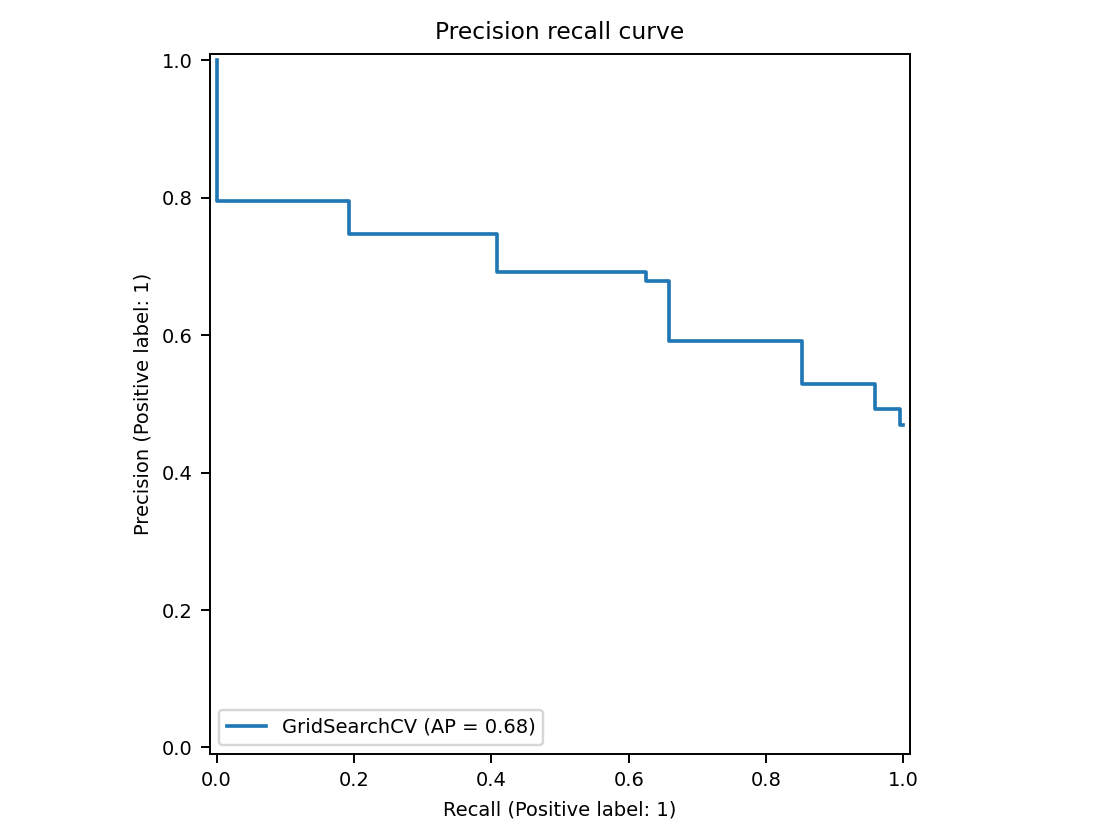 Precision recall curve
1.0
0.8
0.6
0.4
0.2
0.0
Precision (Positive label: 1)
GridSearchCV (AP = 0.68)
0.0 0.2 0.4 0.6 0.8 1.0
Recall (Positive label: 1)